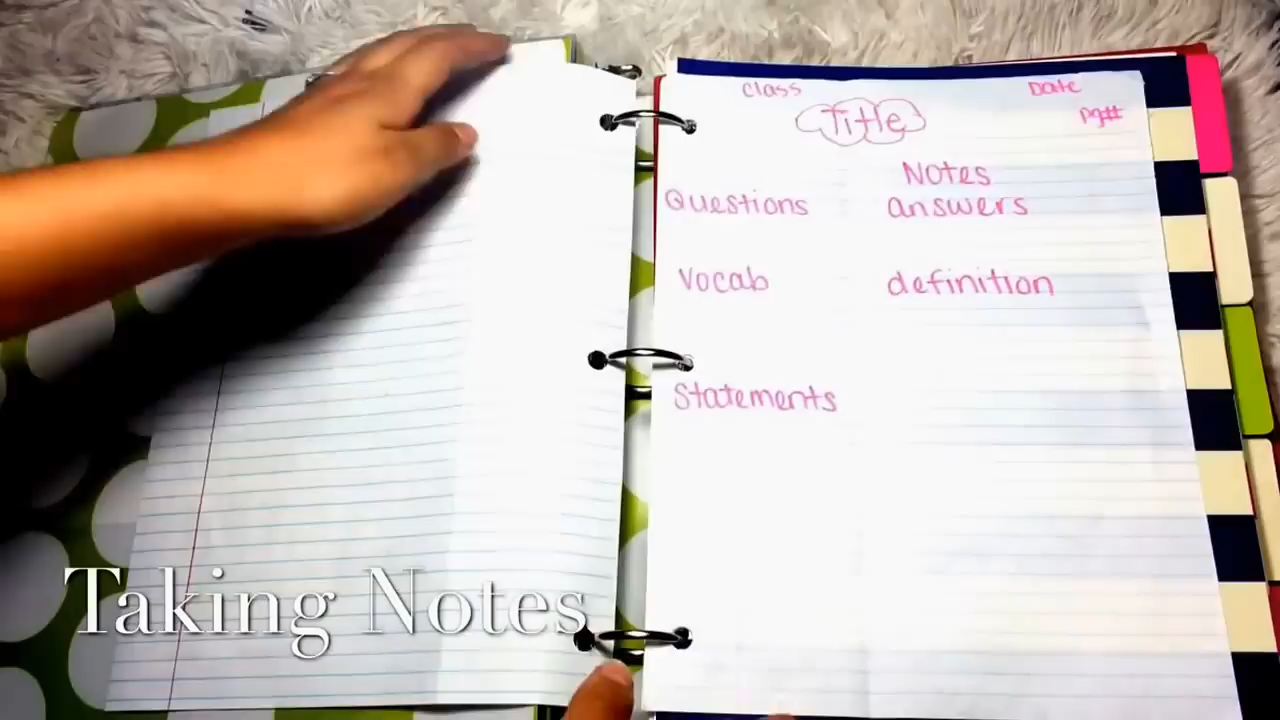 class Date
Title pg#
Notes
Questions answers
Vocab definition
Statements
Taking Notes